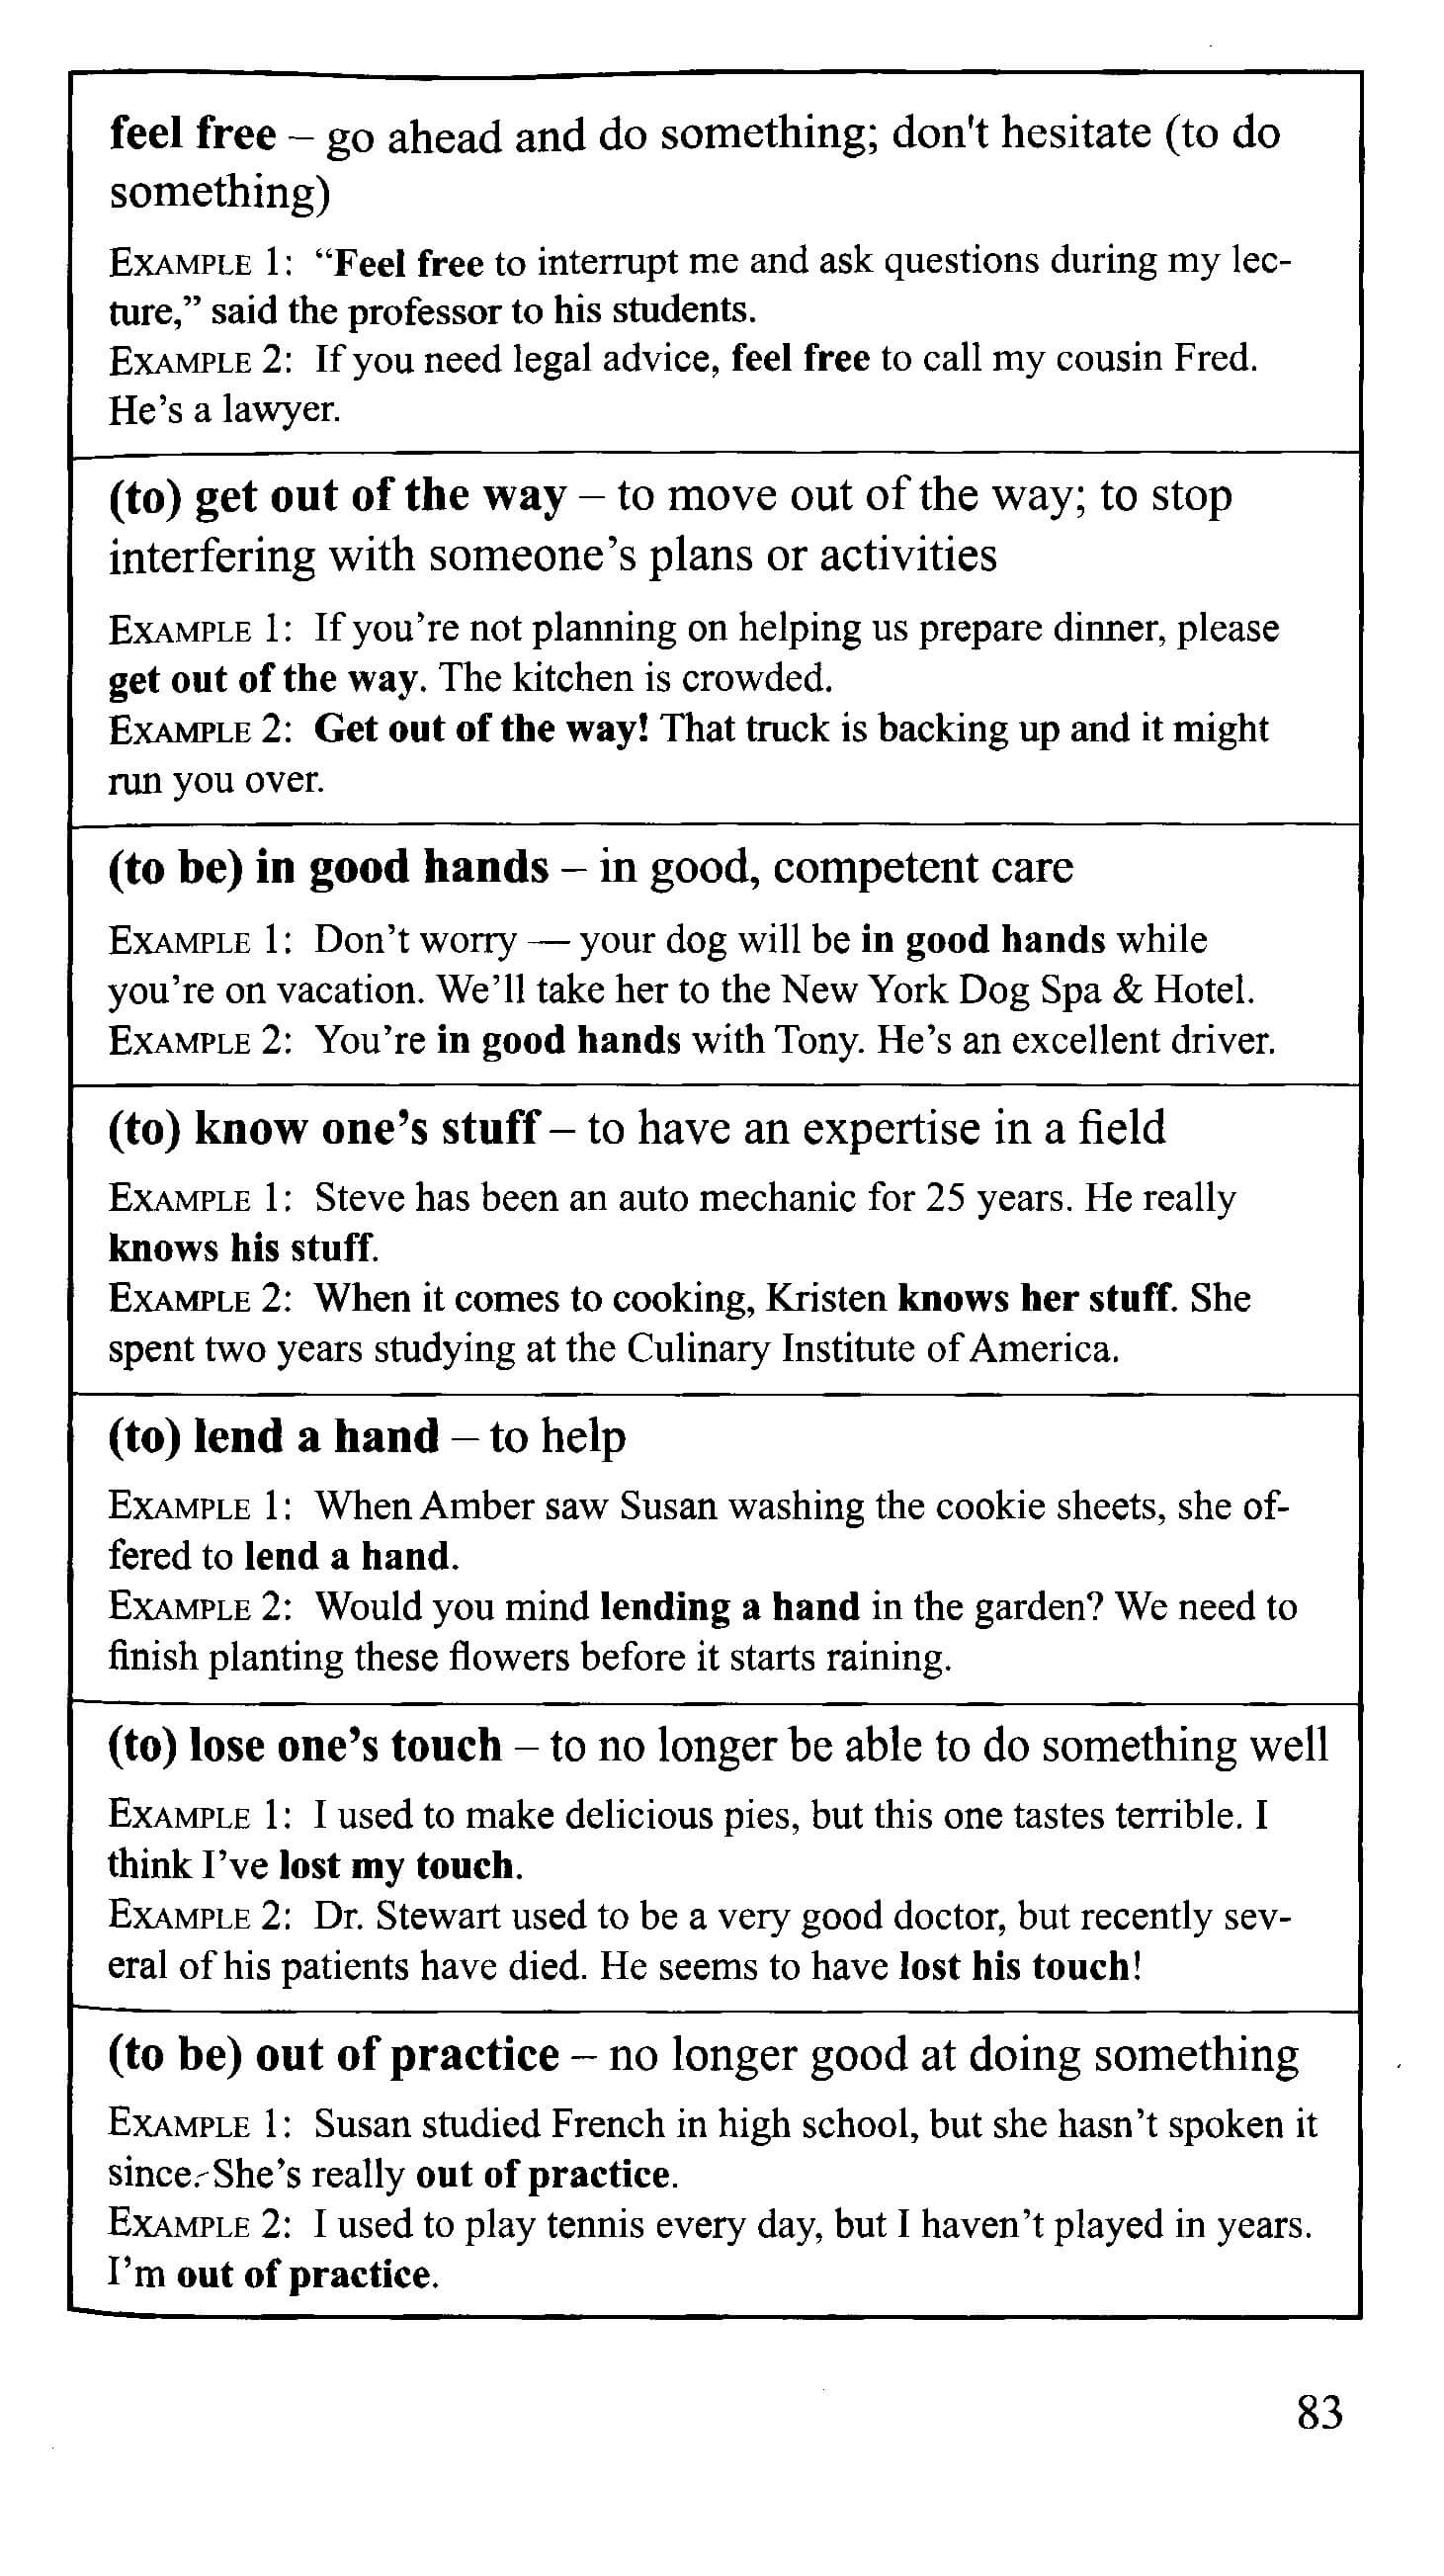 feel free – go ahead and do something; don't hesitate (to do
something)
EXAMPLE 1: “Feel free to interrupt me and ask questions during my lec-
ture,” said the professor to his students.
EXAMPLE 2: If you need legal advice, feel free to call my cousin Fred.
He’s a lawyer.
(to) get out of the way – to move out of the way; to stop
interfering with someone’s plans or activities
EXAMPLE 1: If you’re not planning on helping us prepare dinner, please
get out of the way. The kitchen is crowded.
EXAMPLE 2: Get out of the way! That truck is backing up and it might
run you over.
(to be) in good hands – in good, competent care
EXAMPLE 1: Don’t worry — your dog will be in good hands while
you’re on vacation. We’ll take her to the New York Dog Spa & Hotel.
EXAMPLE 2: You’re in good hands with Tony. He’s an excellent driver.
(to) know one’s stuff – to have an expertise in a field
EXAMPLE 1: Steve has been an auto mechanic for 25 years. He really
knows his stuff.
EXAMPLE 2: When it comes to cooking, Kristen knows her stuff. She
spent two years studying at the Culinary Institute of America.
(to) lend a hand – to help
EXAMPLE 1: When Amber saw Susan washing the cookie sheets, she of-
fered to lend a hand.
EXAMPLE 2: Would you mind lending a hand in the garden? We need to
finish planting these flowers before it starts raining.
(to) lose one’s touch – to no longer be able to do something well
EXAMPLE 1: I used to make delicious pies, but this one tastes terrible. I
think I’ve lost my touch.
EXAMPLE 2: Dr. Stewart used to be a very good doctor, but recently sev-
eral of his patients have died. He seems to have lost his touch!
(to be) out of practice – no longer good at doing something
EXAMPLE 1: Susan studied French in high school, but she hasn’t spoken it
since. She’s really out of practice.
EXAMPLE 2: I used to play tennis every day, but I haven’t played in years.
I’m out of practice.
83